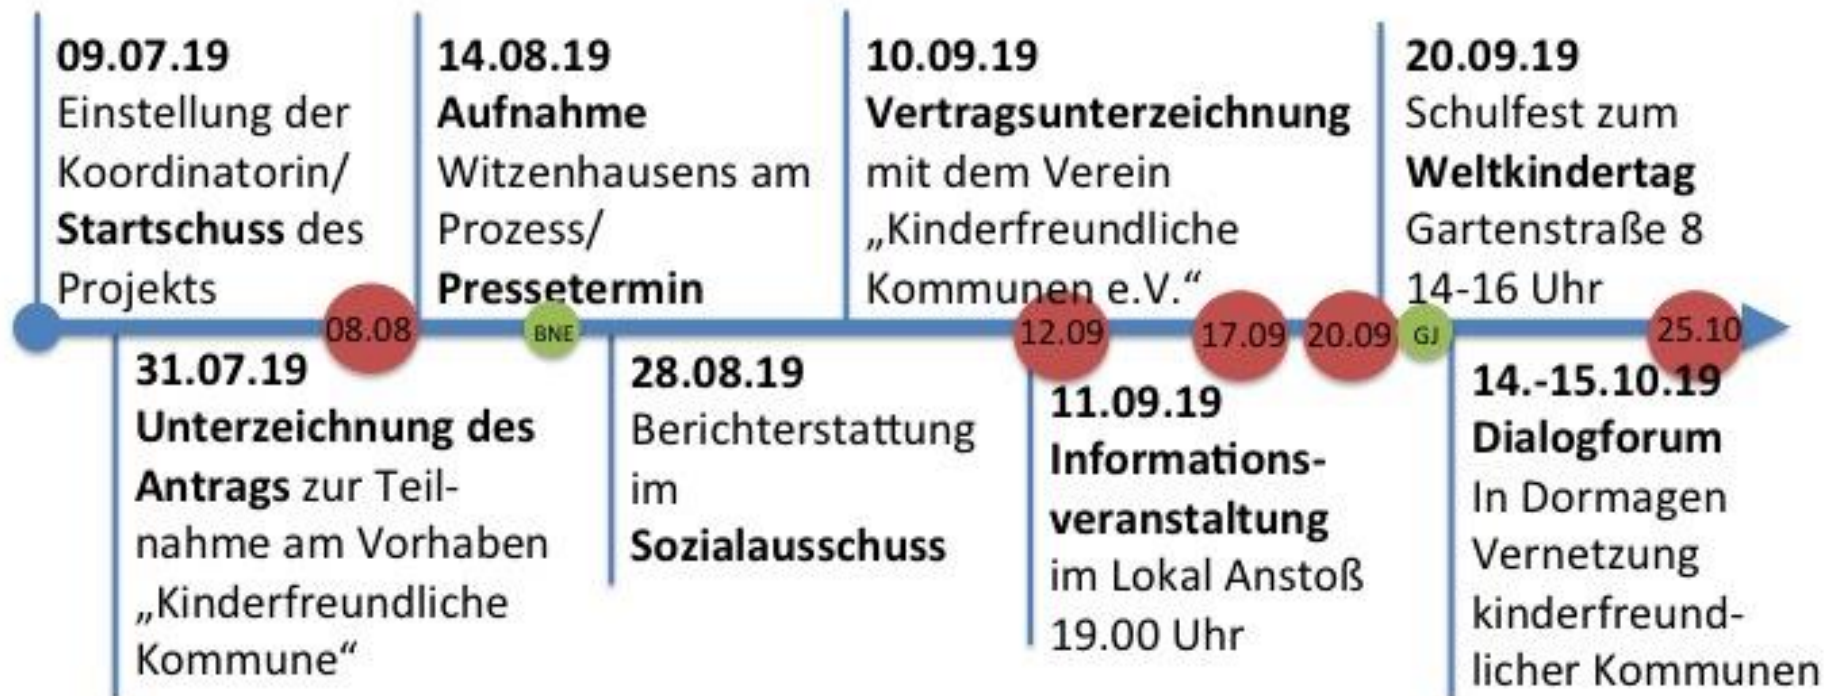 09.07.19
Einstellung der
Koordinatorin/
Startschuss des
Projekts
14.08.19
Aufnahme
Witzenhausens am
Prozess/
Pressetermin
10.09.19
Vertragsunterzeichnung
mit dem Verein
„Kinderfreundliche
Kommunen e.V.“
20.09.19
Schulfest zum
Weltkindertag
Gartenstraße 8
14-16 Uhr
08.08
BNE
12.09
17.09
20.09
GJ
25.10
31.07.19
Unterzeichnung des
Antrags zur Teil-
nahme am Vorhaben
„Kinderfreundliche
Kommune“
28.08.19
Berichterstattung
im
Sozialausschuss
11.09.19
Informations-
veranstaltung
im Lokal Anstoß
19.00 Uhr
14.-15.10.19
Dialogforum
In Dormagen
Vernetzung
kinderfreund-
licher Kommunen